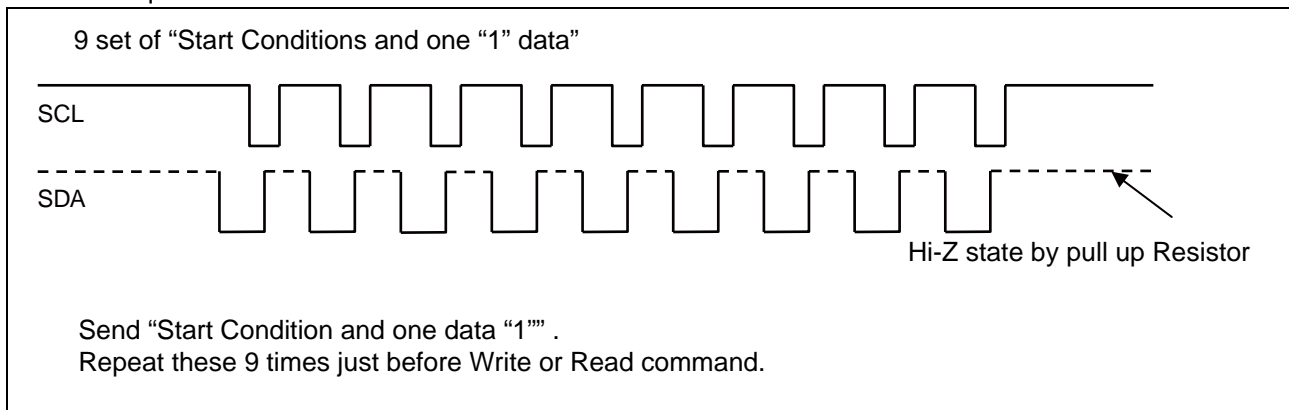 9 set of “Start Conditions and one “1” data”
SCL
SDA
Hi-Z state by pull up Resistor
Send “Start Condition and one data “1”” .
Repeat these 9 times just before Write or Read command.